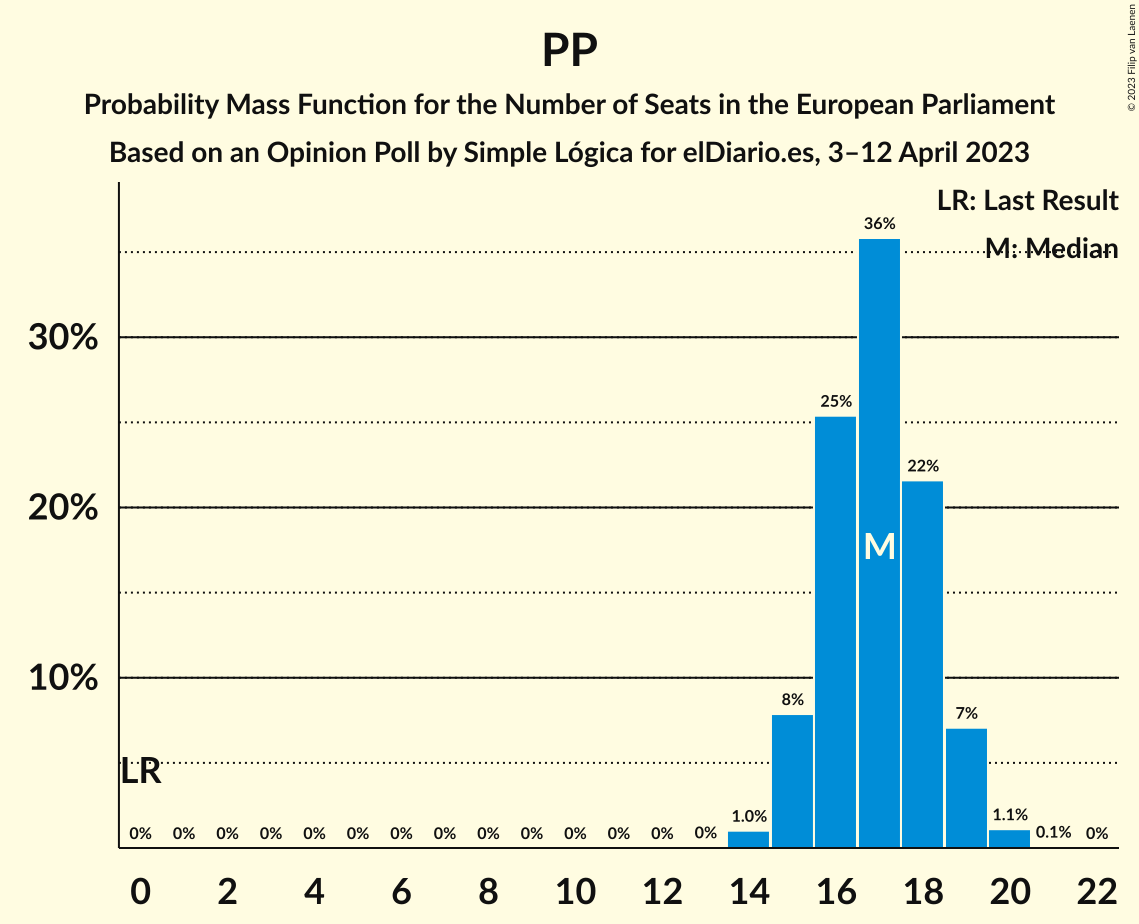 PP
Probability Mass Function for the Number of Seats in the European Parliament
Based on an Opinion Poll by Simple Lógica for elDiario.es, 3–12 April 2023
© 2023 Filip van Laenen
LR: Last Result
M: Median
36%
30%
25%
22%
20%
M
10%
8%
7%
LR
1.0%
1.1%
0% 0% 0% 0% 0% 0% 0% 0% 0% 0% 0% 0% 0% 0% 0.1% 0%
0 2 4 6 8 10 12 14 16 18 20 22